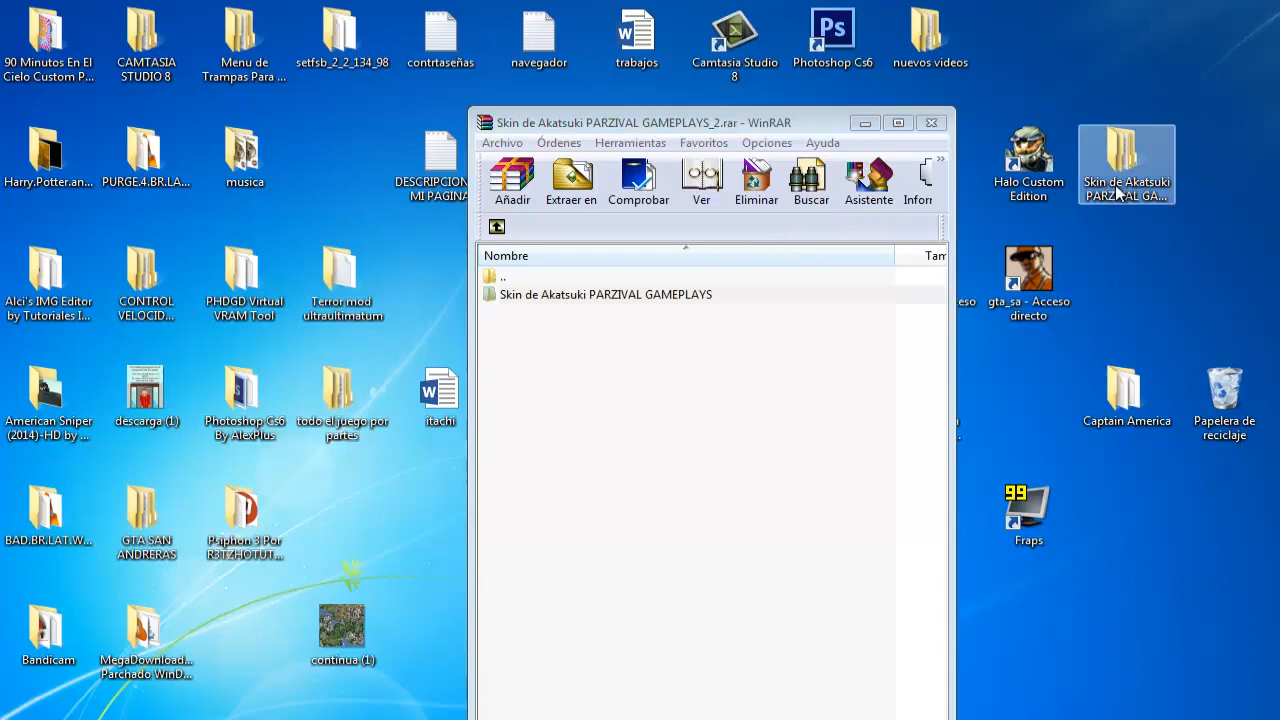 90 Minutos En El
Cielo Custom P...
CAMTASIA
STUDIO 8
Menu de
Trampas Para ...
setfsb_2_2_134_98
contrtaseñas
navegador
trabajos
Camtasia Studio
8
Photoshop Cs6
nuevos videos
Skin de Akatsuki PARZIVAL GAMEPLAYS_2.rar - WinRAR
Archivo Órdenes Herramientas Favoritos Opciones Ayuda
Añadir Extraer en Comprobar Ver Eliminar Buscar Asistente Inforn
Nombre Tam
..
Skin de Akatsuki PARZIVAL GAMEPLAYS
Harry.Potter.an...
PURGE.4.BR.LA...
musica
DESCRIPCION
MI PAGINA
Halo Custom
Edition
Skin de Akatsuki
PARZIVAL GA...
Alci's IMG Editor
by Tutoriales I...
CONTROL
VELOCID...
PHDGD Virtual
VRAM Tool
Terror mod
ultraultimatum
eso
gta_sa - Acceso
directo
American Sniper
(2014)-HD by ...
descarga (1)
Photoshop Cs6
By AlexPlus
todo el juego por
partes
itachi
Captain America
Papelera de
reciclaje
BAD.BR.LAT.W...
GTA SAN
ANDRERAS
Psiphon 3 Por
R3TZHOTUT...
99
Fraps
Bandicam
MegaDownload...
Parchado WinD...
continua (1)